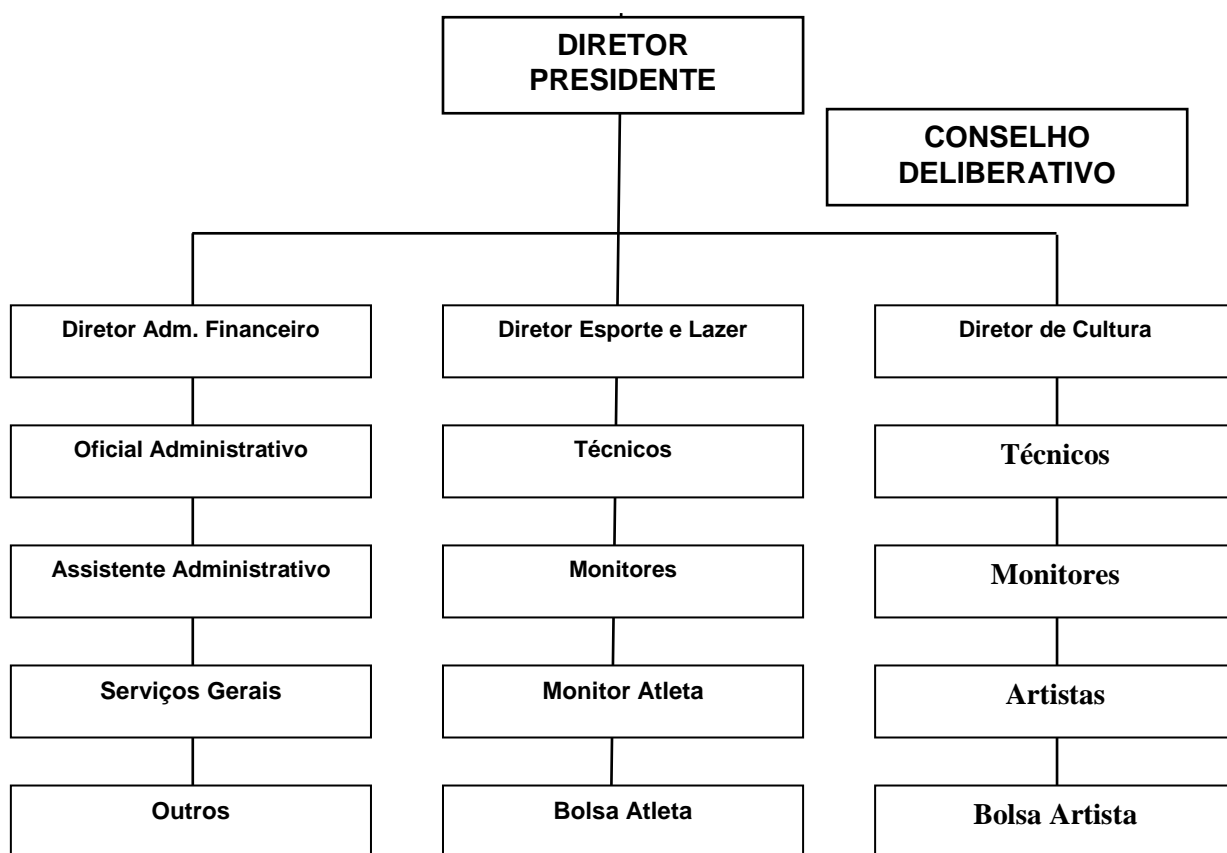 DIRETOR
PRESIDENTE
CONSELHO
DELIBERATIVO
Diretor Adm. Financeiro
Diretor Esporte e Lazer
Diretor de Cultura
Oficial Administrativo
Técnicos
Técnicos
Assistente Administrativo
Monitores
Monitores
Serviços Gerais
Monitor Atleta
Artistas
Outros
Bolsa Atleta
Bolsa Artista